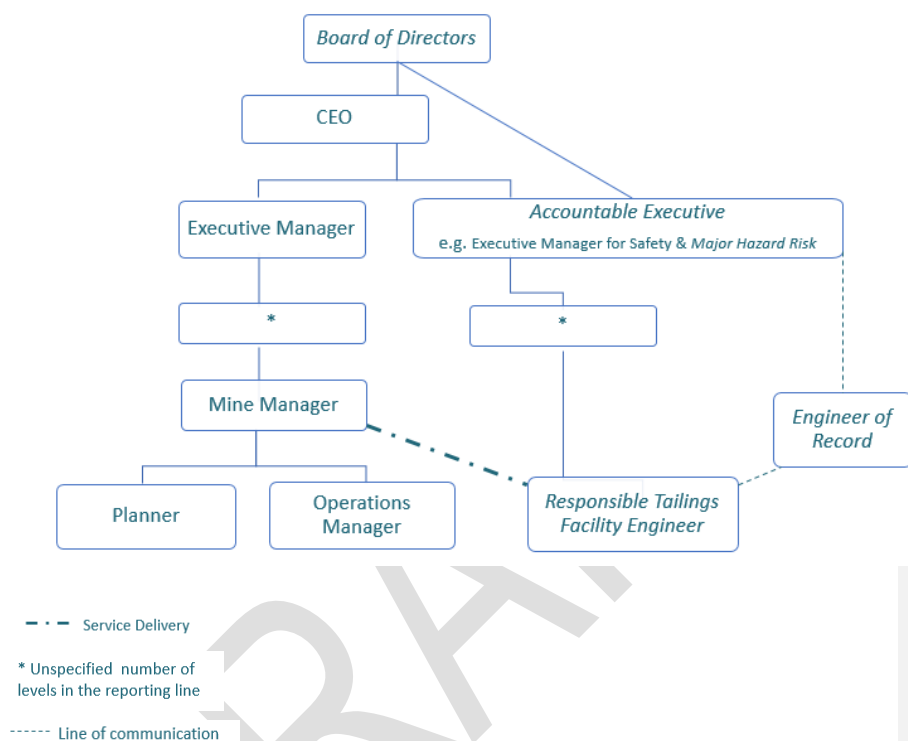 Board of Directors
CEO
Executive Manager
Accountable Executive
e.g. Executive Manager for Safety & Major Hazard Risk
*
*
Mine Manager
Engineer of
Record
Planner
Operations
Manager
Responsible Tailings
Facility Engineer
Service Delivery
* Unspecified number of
levels in the reporting line
Line of communication